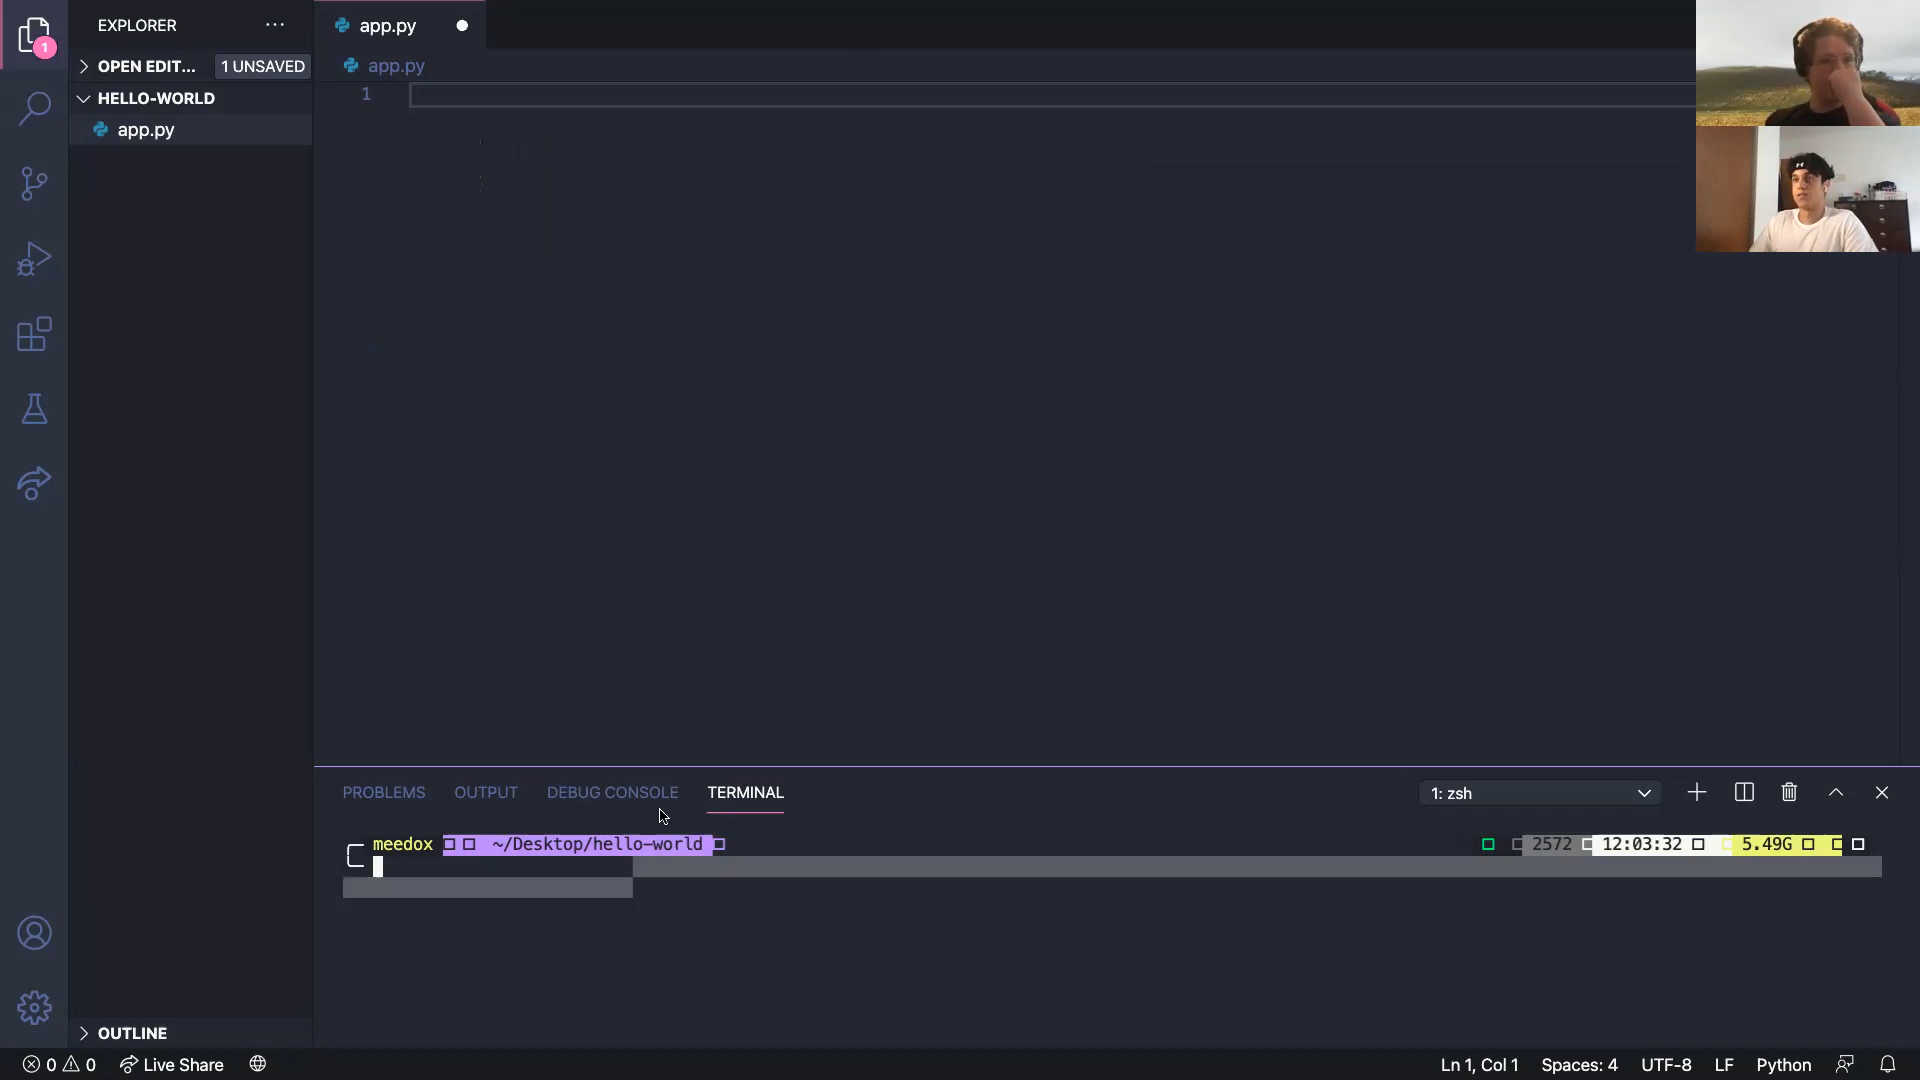 EXPLORER
1
OPEN EDIT... 1 UNSAVED
HELLO-WORLD
app.py
OUTLINE
app.py
app.py
1
PROBLEMS OUTPUT DEBUG CONSOLE TERMINAL
1: zsh
meedox ~/Desktop/hello-world 2572 12:03:32 5.49G
0 0 Live Share Ln 1, Col 1 Spaces: 4 UTF-8 LF Python